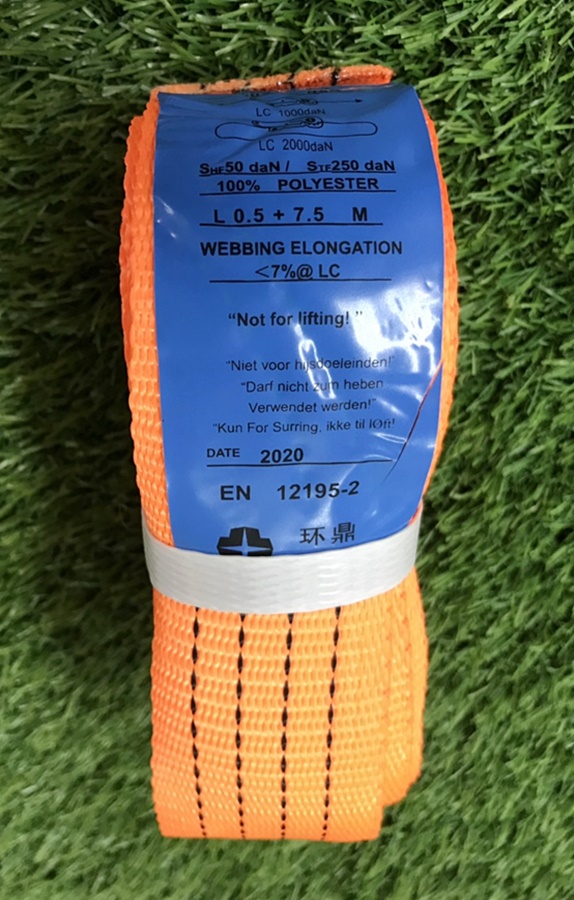 LC 1000daN
LC 2000daN
SHF50 daN / STF250 daN
100% POLYESTER
L 0.5 + 7.5 M
WEBBING ELONGATION
<7%@ LC
“Not for lifting! ”
“Niet voor hijsdoeleinden!”
“Darf nicht zum heben
Verwendet werden!”
“Kun For Surring, ikke til lØft!
DATE 2020
EN 12195-2
环鼎